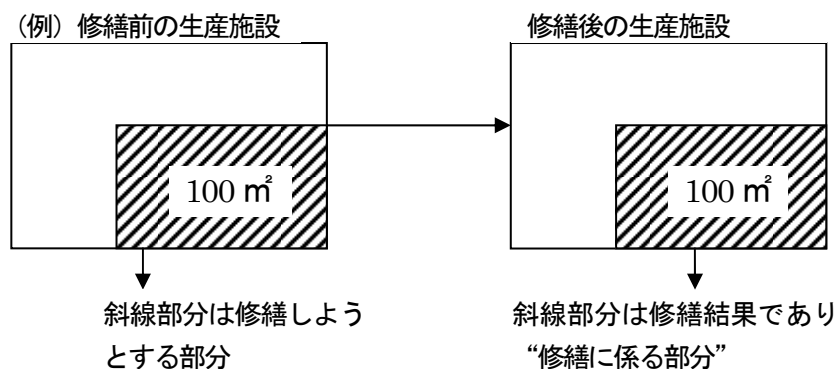 (例)修繕前の生産施設
修繕後の生産施設
100 ㎡
100 ㎡
斜線部分は修繕しよう
とする部分
斜線部分は修繕結果であり
“修繕に係る部分”